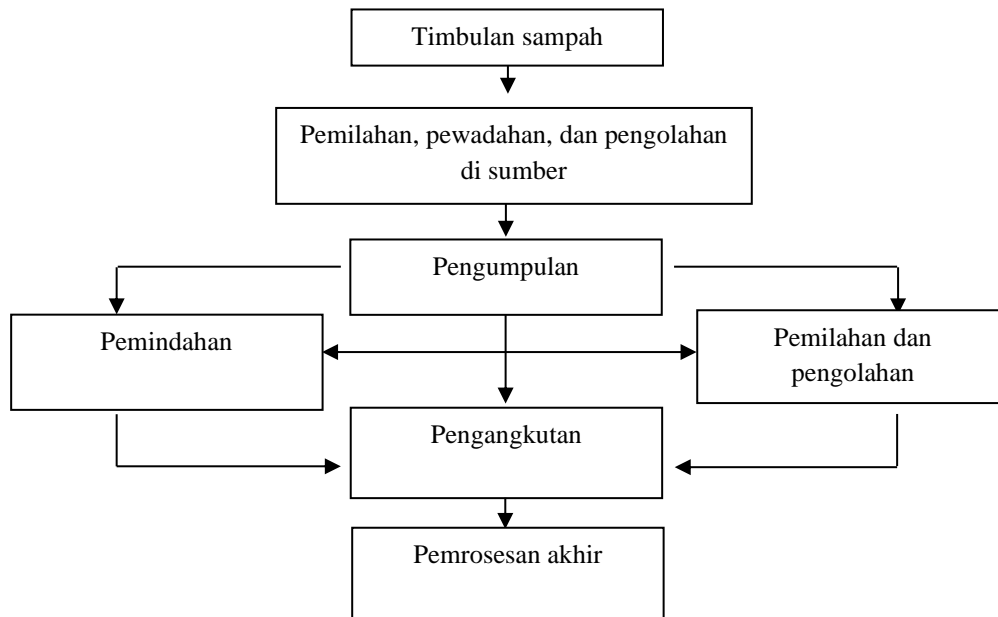 Timbulan sampah
Pemilahan, pewadahan, dan pengolahan
di sumber
Pengumpulan
Pemindahan
Pemilahan dan
pengolahan
Pengangkutan
Pemrosesan akhir